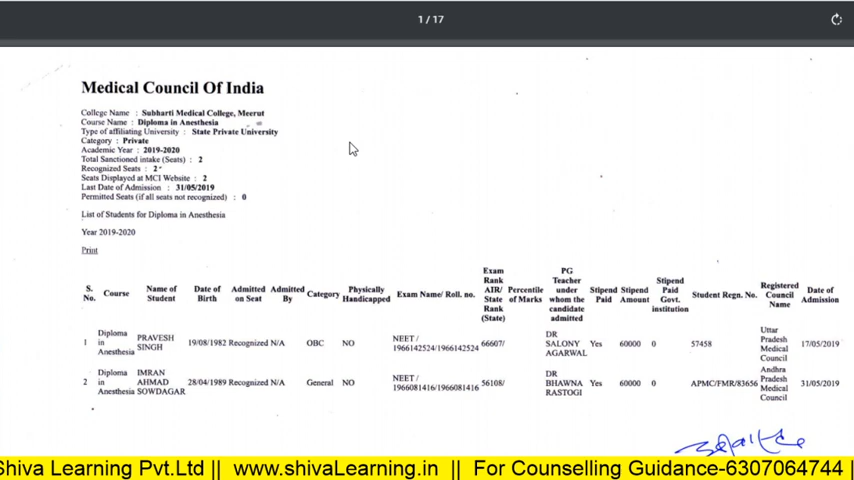 1 / 17
Medical Council Of India
College Name : Subharti Medical College, Meerut
Course Name : Diploma in Anesthesia
Type of affiliating University : State Private University
Category : Private
Academic Year : 2019-2020
Total Sanctioned intake (Seats) : 2
Recognized Seats : 2
Seats Displayed at MCI Website : 2
Last Date of Admission : 31/05/2019
Permitted Seats (if all seats not recognized) : 0
List of Students for Diploma in Anesthesia
Year 2019-2020
Print
S. No. Course Name of Student Date of Birth Admitted on Seat Admitted By Category Physically Handicapped Exam Name/ Roll. no. Exam Rank AIR/ State Rank (State) Percentile of Marks PG Teacher under whom the candidate admitted Stipend Paid Stipend Amount Stipend Paid Govt. institution Student Regn. No. Registered Council Name Date of Admission
1 Diploma in Anesthesia PRAVESH SINGH 19/08/1982 Recognized N/A OBC NO NEET / 1966142524/1966142524 66607/ DR SALONY AGARWAL Yes 60000 0 57458 Uttar Pradesh Medical Council 17/05/2019
2 Diploma in Anesthesia IMRAN AHMAD SOWDAGAR 28/04/1989 Recognized N/A General NO NEET / 1966081416/1966081416 56108/ DR BHAWNA RASTOGI Yes 60000 0 APMC/FMR/83656 Andhra Pradesh Medical Council 31/05/2019
Shiva Learning Pvt.Ltd || www.shivaLearning.in || For Counselling Guidance-6307064744 |